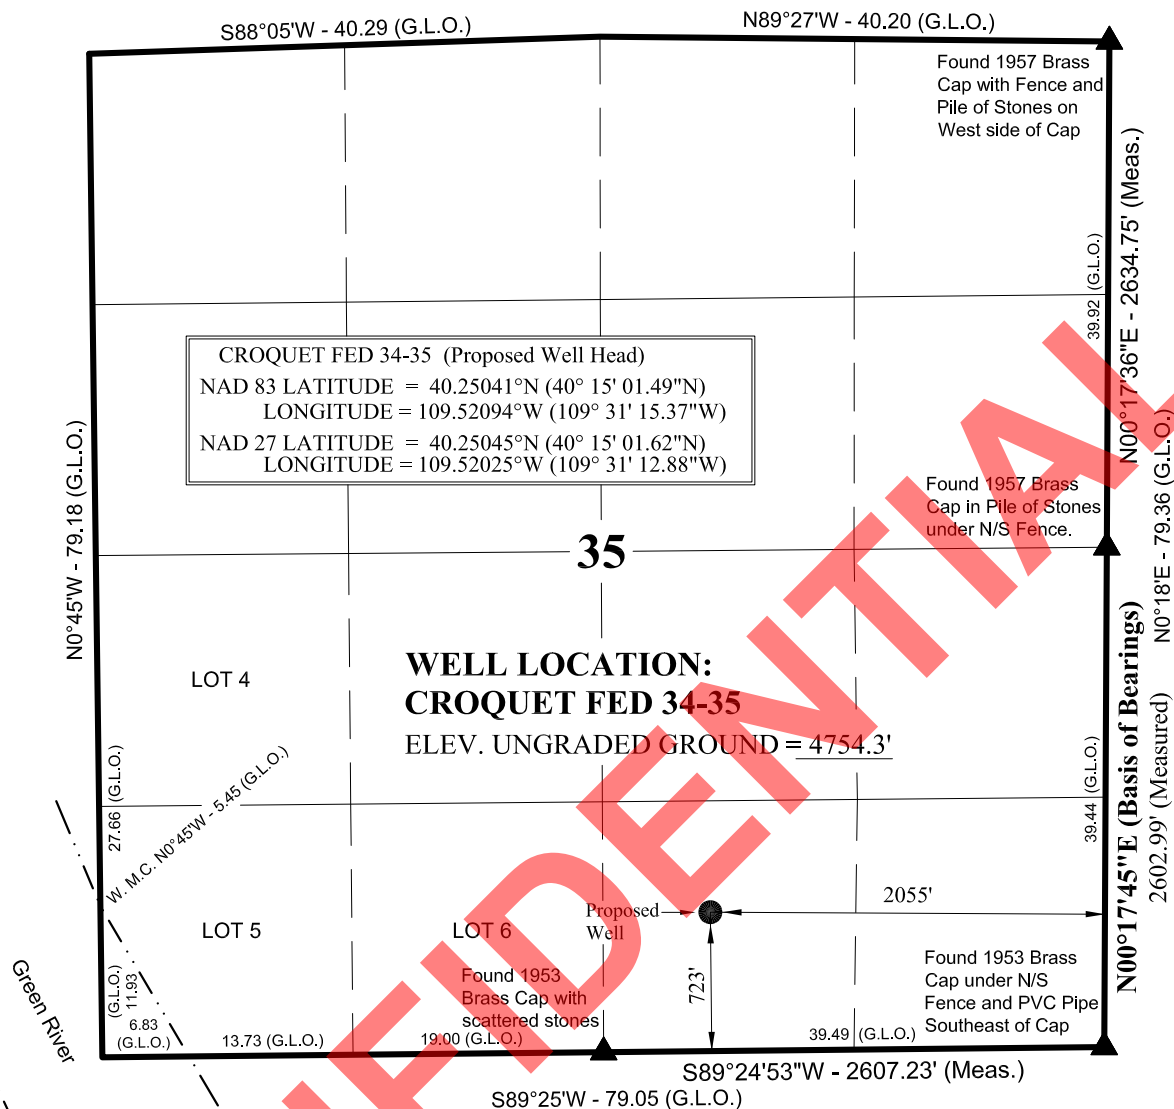 S88°05'W - 40.29 (G.L.O.)
N89°27'W - 40.20 (G.L.O.)
Found 1957 Brass
Cap with Fence and
Pile of Stones on
West side of Cap
N00°17'36"E - 2634.75' (Meas.)
39.92 (G.L.O.)
CROQUET FED 34-35 (Proposed Well Head)
NAD 83 LATITUDE = 40.25041°N (40° 15' 01.49"N)
LONGITUDE = 109.52094°W (109° 31' 15.37"W)
NAD 27 LATITUDE = 40.25045°N (40° 15' 01.62"N)
LONGITUDE = 109.52025°W (109° 31' 12.88"W)
N0°45'W - 79.18 (G.L.O.)
Found 1957 Brass
Cap in Pile of Stones
under N/S Fence.
N0°18'E - 79.36 (G.L.O.)
35
LOT 4
WELL LOCATION:
CROQUET FED 34-35
ELEV. UNGRADED GROUND = 4754.3'
N00°17'45"E (Basis of Bearings)
2602.99' (Measured)
39.44 (G.L.O.)
27.66 (G.L.O.)
W. M.C. N0°45'W - 5.45 (G.L.O.)
2055'
Proposed
Well
LOT 5
LOT 6
723'
Found 1953
Brass Cap with
scattered stones
Found 1953 Brass
Cap under N/S
Fence and PVC Pipe
Southeast of Cap
Green River
11.93
(G.L.O.)
6.83
(G.L.O.)
13.73 (G.L.O.)
19.00 (G.L.O.)
39.49 (G.L.O.)
S89°24'53"W - 2607.23' (Meas.)
S89°25'W - 79.05 (G.L.O.)
FIDENTIAL